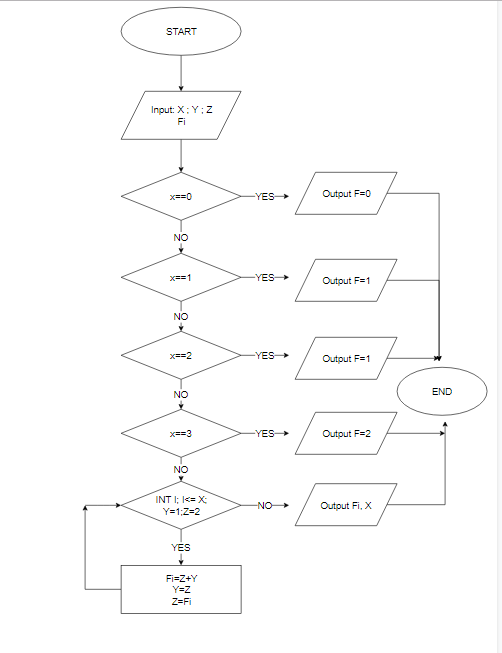 START
Input: X ; Y ; Z
Fi
x==0
YES
Output F=0
NO
x==1
YES
Output F=1
NO
x==2
YES
Output F=1
END
NO
x==3
YES
Output F=2
NO
INT I; I<= X;
Y=1;Z=2
NO
Output Fi, X
YES
Fi=Z+Y
Y=Z
Z=Fi